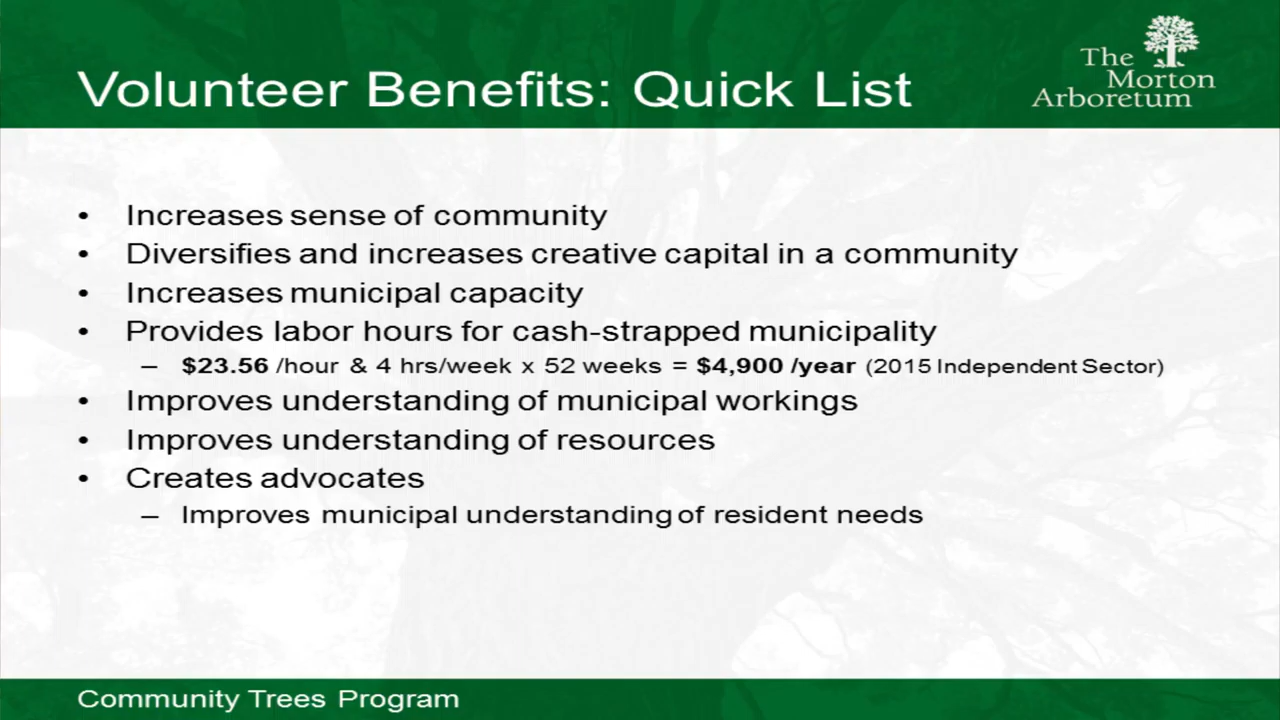 Volunteer Benefits: Quick List
The
Morton
Arboretum
• Increases sense of community
• Diversifies and increases creative capital in a community
• Increases municipal capacity
• Provides labor hours for cash-strapped municipality
– $23.56 /hour & 4 hrs/week x 52 weeks = $4,900 /year (2015 Independent Sector)
• Improves understanding of municipal workings
• Improves understanding of resources
• Creates advocates
– Improves municipal understanding of resident needs
Community Trees Program